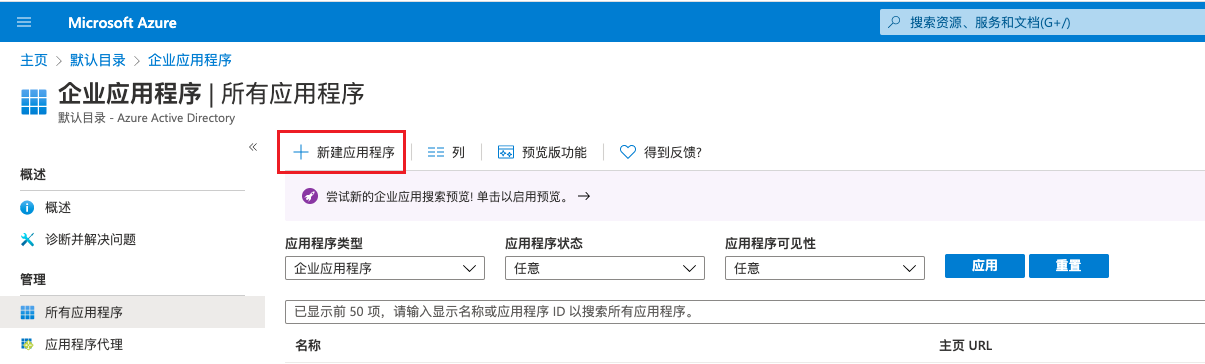 Microsoft Azure
搜索资源、服务和文档(G+/)
主页 > 默认目录 > 企业应用程序
企业应用程序 | 所有应用程序
默认目录 - Azure Active Directory
«
新建应用程序 列 预览版功能 得到反馈?
尝试新的企业应用搜索预览! 单击以启用预览。 →
概述
概述
诊断并解决问题
管理
所有应用程序
应用程序代理
应用程序类型 应用程序状态 应用程序可见性
企业应用程序 任意 任意 应用 重置
已显示前 50 项，请输入显示名称或应用程序 ID 以搜索所有应用程序。
名称 主页 URL